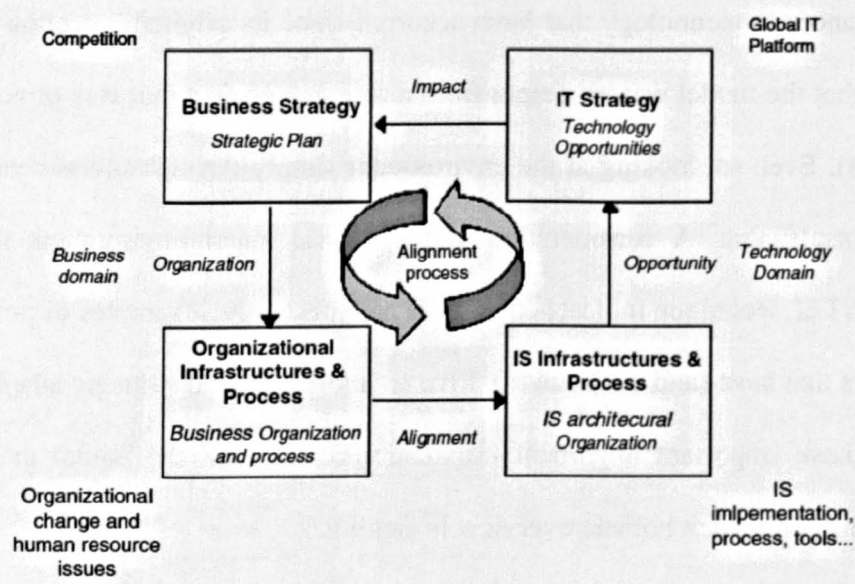 Competition
Global IT
Platform
Business Strategy
Strategic Plan
Impact
IT Strategy
Technology
Opportunities
Business
domain
Organization
Alignment
process
Opportunity
Technology
Domain
Organizational
Infrastructures &
Process
Business Organization
and process
Alignment
IS Infrastructures &
Process
IS architecural
Organization
Organizational
change and
human resource
issues
IS
imlpementation,
process, tools...